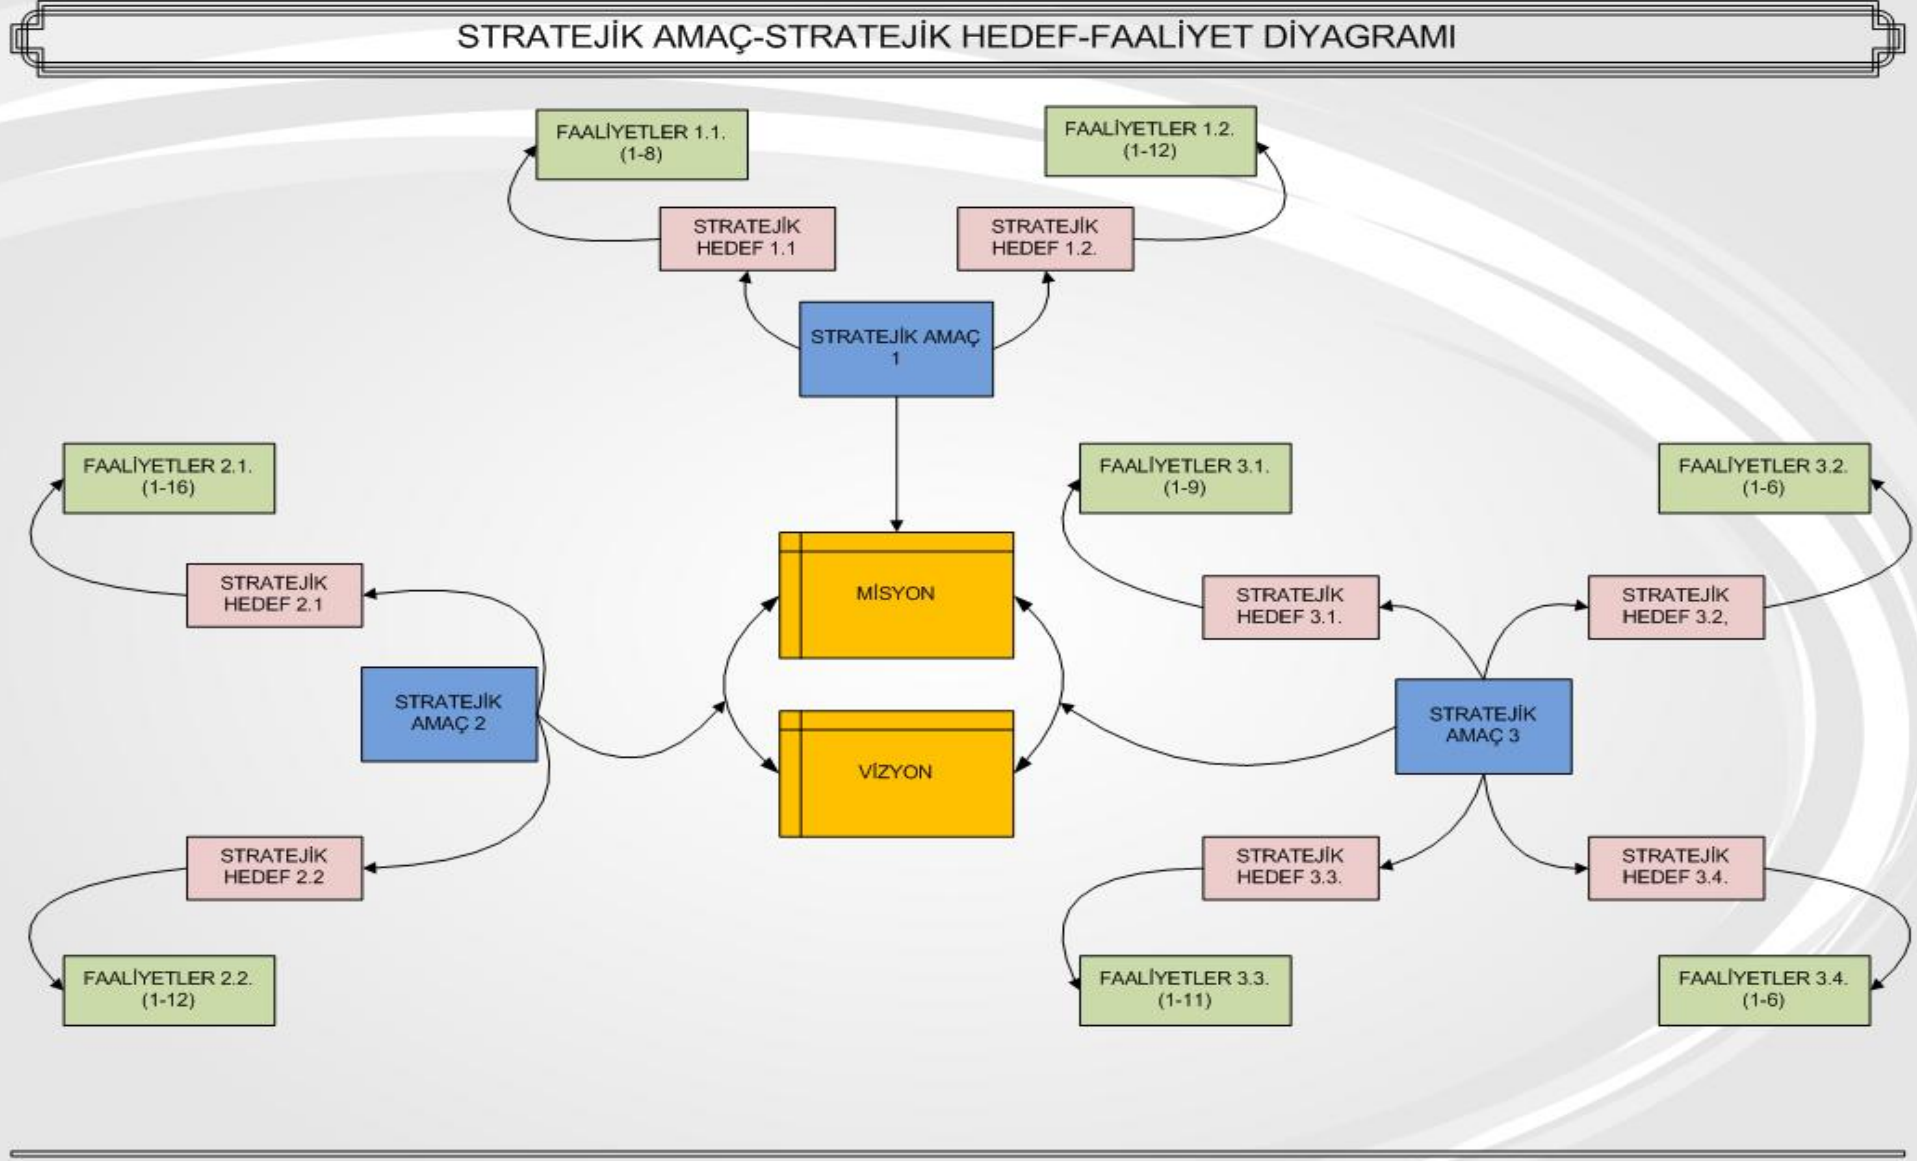 STRATEJİK AMAÇ-STRATEJİK HEDEF-FAALİYET DİYAGRAMI
FAALİYETLER 1.1.
(1-8)
FAALİYETLER 1.2.
(1-12)
STRATEJİK
HEDEF 1.1
STRATEJİK
HEDEF 1.2.
STRATEJİK AMAÇ
1
FAALİYETLER 2.1.
(1-16)
FAALİYETLER 3.1.
(1-9)
FAALİYETLER 3.2.
(1-6)
STRATEJİK
HEDEF 2.1
MİSYON
STRATEJİK
HEDEF 3.1.
STRATEJİK
HEDEF 3.2,
STRATEJİK
AMAÇ 2
VİZYON
STRATEJİK
AMAÇ 3
STRATEJİK
HEDEF 2.2
STRATEJİK
HEDEF 3.3.
STRATEJİK
HEDEF 3.4.
FAALİYETLER 2.2.
(1-12)
FAALİYETLER 3.3.
(1-11)
FAALİYETLER 3.4.
(1-6)